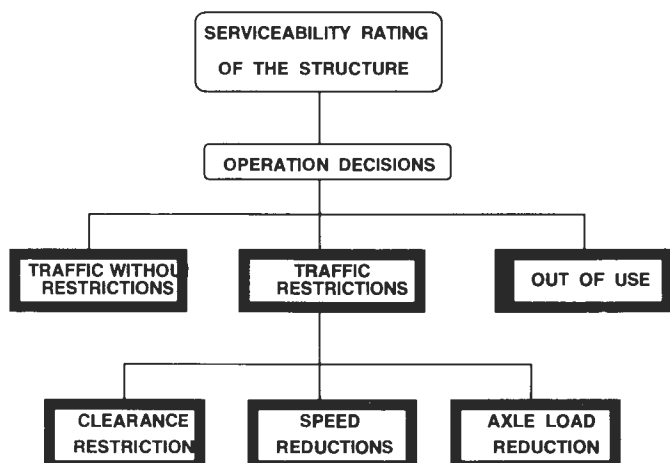 SERVICEABILITY RATING
OF THE STRUCTURE
OPERATION DECISIONS
TRAFFIC WITHOU
RESTRICTIONS
TRAFFIC
RESTRICTIONS
OUT OF USE
CLEARANCE
RESTRICTION
SPEED
REDUCTIONS
AXLE LOAD
REDUCTION